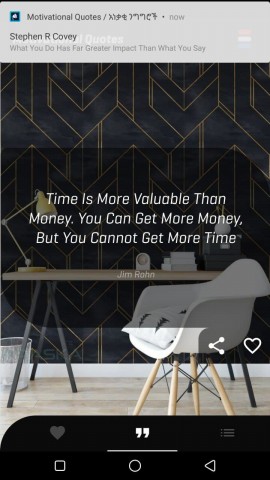 Motivational Quotes / አነቃቂ ንግግሮች • now
Stephen R Covey
What You Do Has Far Greater Impact Than What You Say
Quotes
Time Is More Valuable Than
Money. You Can Get More Money,
But You Cannot Get More Time
Jim Rohn